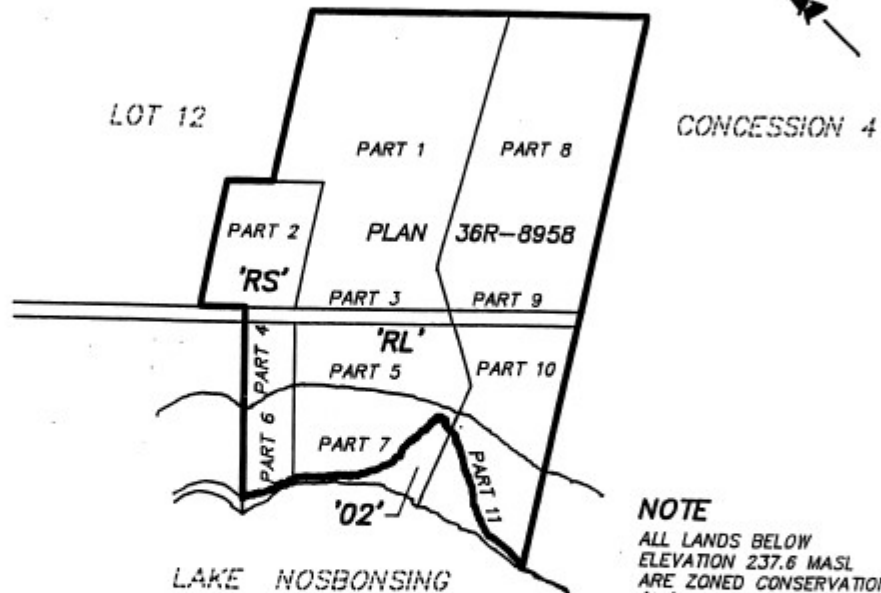 LOT 12
CONCESSION 4
PART 1
PART 8
PART 2
PLAN 36R-8958
'RS'
PART 3
PART 9
'RL'
PART 4
PART 5
PART 10
PART 6
PART 7
PART 11
'02'
LAKE NOSBONSING
NOTE
ALL LANDS BELOW
ELEVATION 237.6 MASL
ARE ZONED CONSERVATION